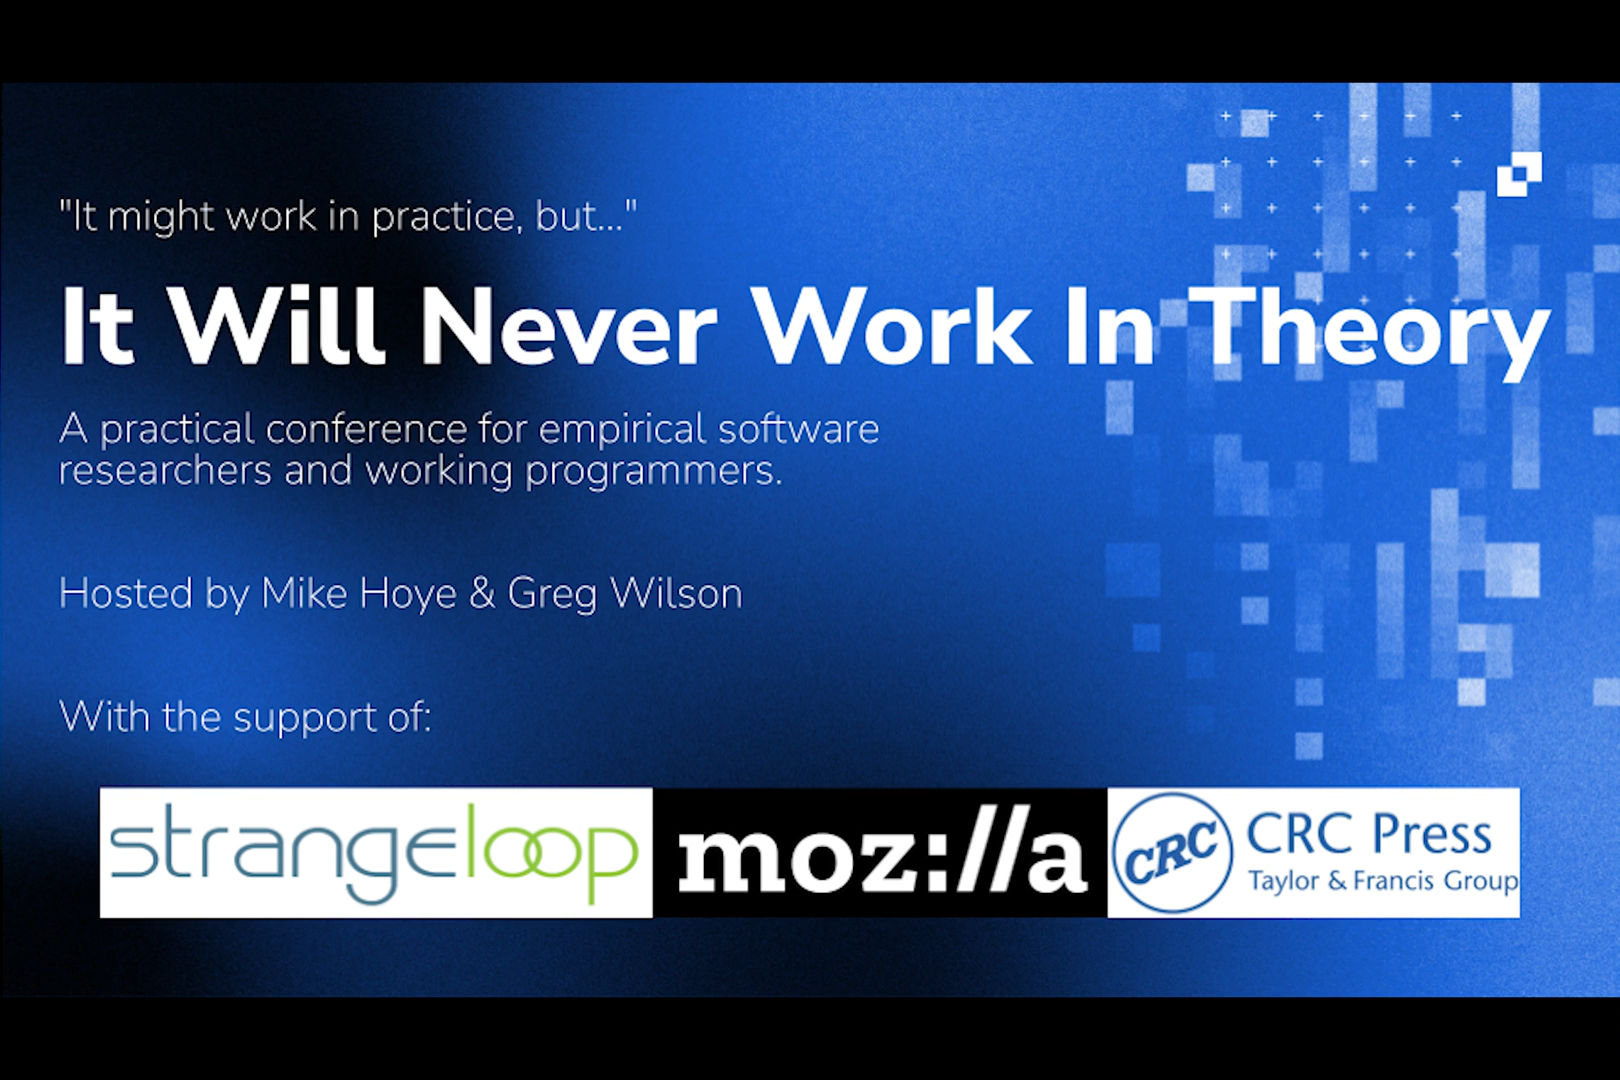 "It might work in practice, but..."
It Will Never Work In Theory
A practical conference for empirical software
researchers and working programmers.
Hosted by Mike Hoye & Greg Wilson
With the support of:
strangeloop
moz://a
CRC
CRC Press
Taylor & Francis Group